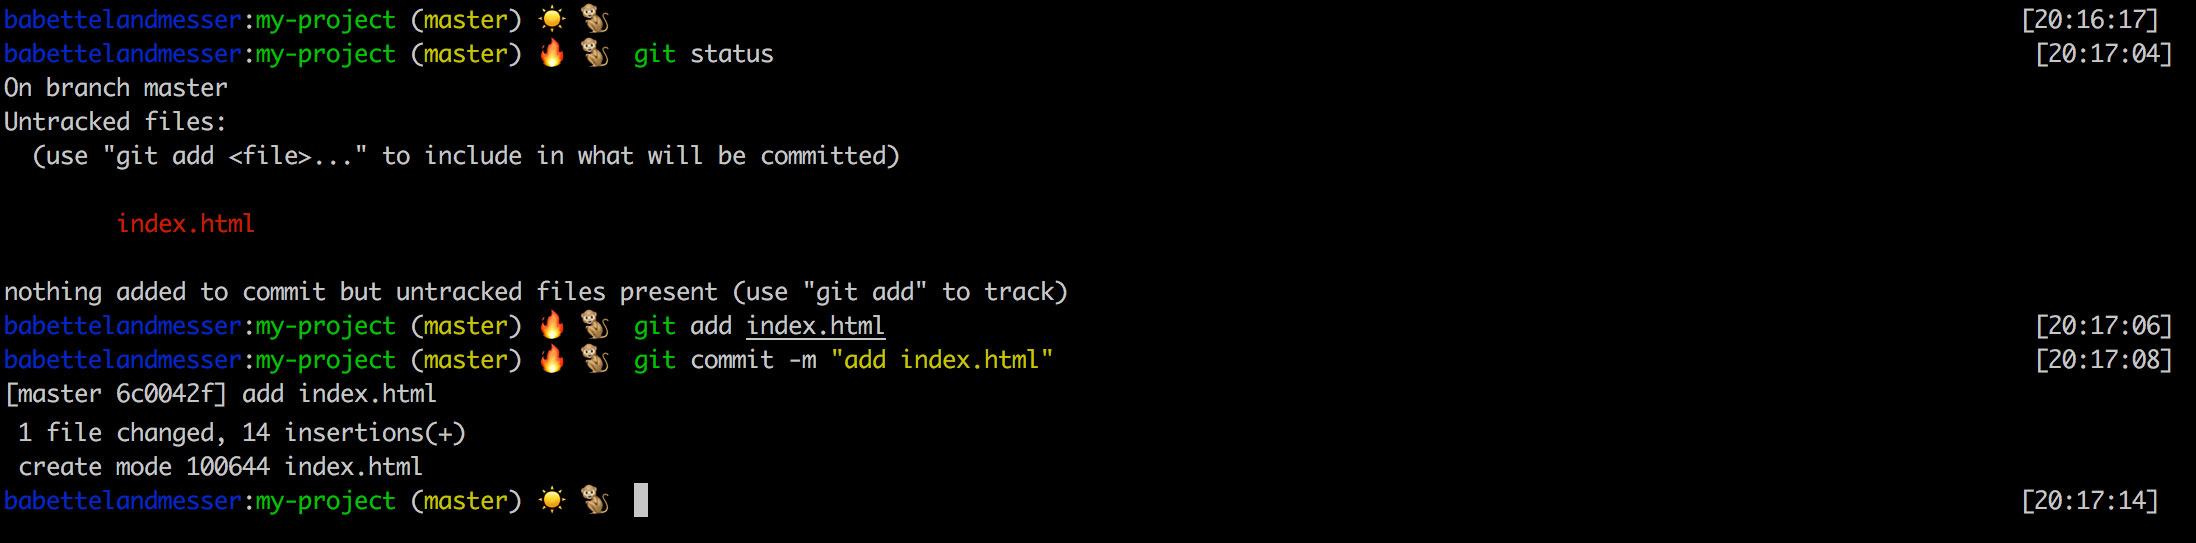 babettelandmesser:my-project (master) ☀️ 🐒 [20:16:17]
babettelandmesser:my-project (master) 🔥 🐒 git status [20:17:04]
On branch master
Untracked files:
  (use "git add <file>..." to include in what will be committed)
        index.html
nothing added to commit but untracked files present (use "git add" to track)
babettelandmesser:my-project (master) 🔥 🐒 git add index.html [20:17:06]
babettelandmesser:my-project (master) 🔥 🐒 git commit -m "add index.html" [20:17:08]
[master 6c0042f] add index.html
 1 file changed, 14 insertions(+)
 create mode 100644 index.html
babettelandmesser:my-project (master) ☀️ 🐒 [20:17:14]